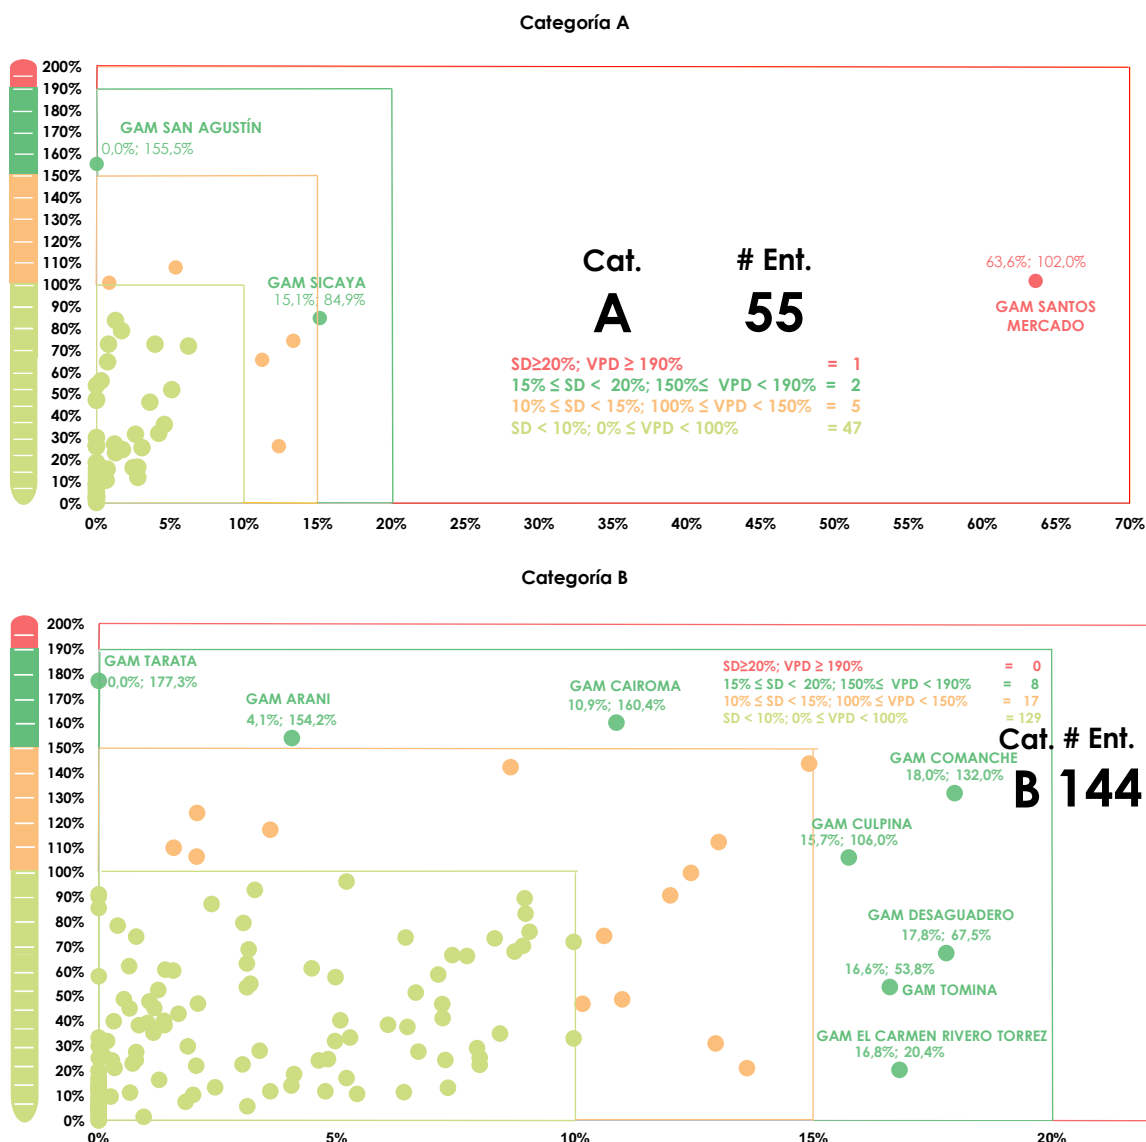 Categoría A
200%
190%
180%
170%
160%
150%
140%
130%
120%
110%
100%
90%
80%
70%
60%
50%
40%
30%
20%
10%
0%
GAM SAN AGUSTÍN
0,0%; 155,5%
GAM SICAYA
15,1%; 84,9%
Cat. # Ent.
A 55
63,6%; 102,0%
GAM SANTOS
MERCADO
SD≥20%; VPD ≥ 190% = 1
15% ≤ SD < 20%; 150%≤ VPD < 190% = 2
10% ≤ SD < 15%; 100% ≤ VPD < 150% = 5
SD < 10%; 0% ≤ VPD < 100% = 47
0% 5% 10% 15% 20% 25% 30% 35% 40% 45% 50% 55% 60% 65% 70%
Categoría B
200%
190%
180%
170%
160%
150%
140%
130%
120%
110%
100%
90%
80%
70%
60%
50%
40%
30%
20%
10%
0%
GAM TARATA
0,0%; 177,3%
GAM ARANI
4,1%; 154,2%
GAM CAIROMA
10,9%; 160,4%
SD≥20%; VPD ≥ 190% = 0
15% ≤ SD < 20%; 150%≤ VPD < 190% = 8
10% ≤ SD < 15%; 100% ≤ VPD < 150% = 17
SD < 10%; 0% ≤ VPD < 100% = 129
Cat. # Ent.
B 144
GAM COMANCHE
18,0%; 132,0%
GAM CULPINA
15,7%; 106,0%
GAM DESAGUADERO
17,8%; 67,5%
16,6%; 53,8%
GAM TOMINA
GAM EL CARMEN RIVERO TORREZ
16,8%; 20,4%
0% 5% 10% 15% 20%